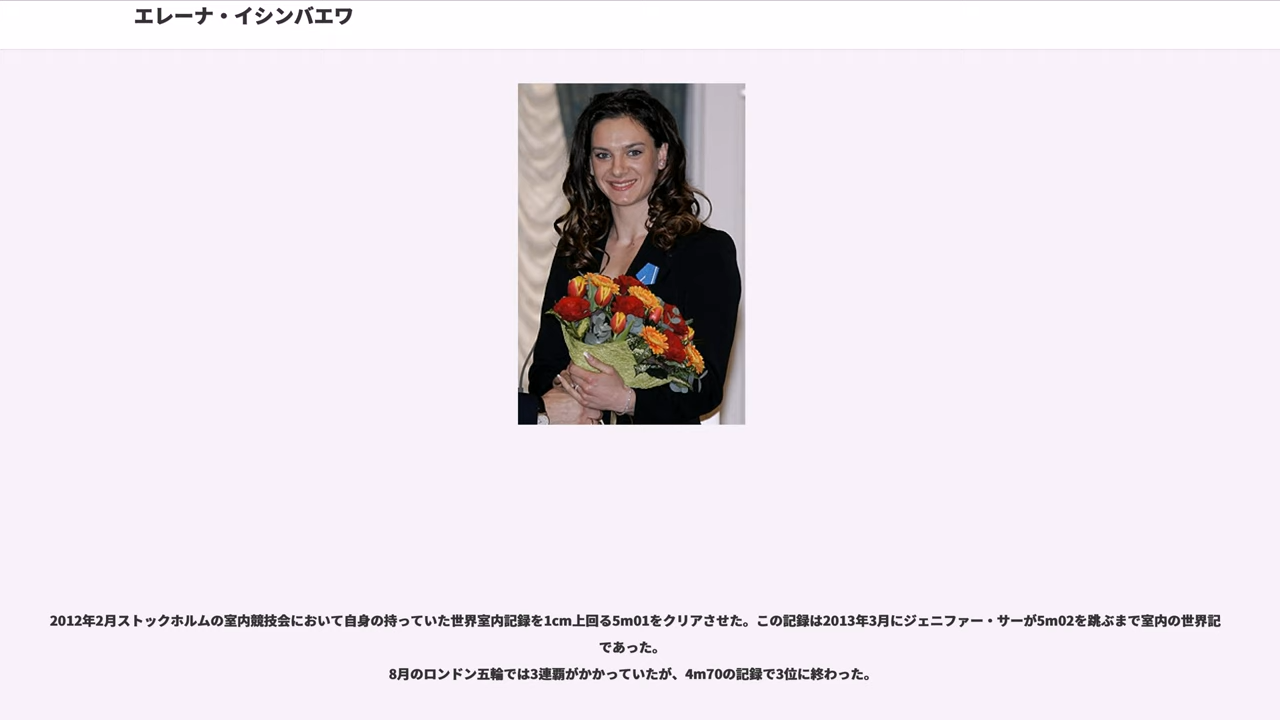 エレーナ・イシンバエワ
2012年2月ストックホルムの室内競技会において自身の持っていた世界室内記録を1cm上回る5m01をクリアさせた。この記録は2013年3月にジェニファー・サーが5m02を跳ぶまで室内の世界記
であった。
8月のロンドン五輪では3連覇がかかっていたが、4m70の記録で3位に終わった。